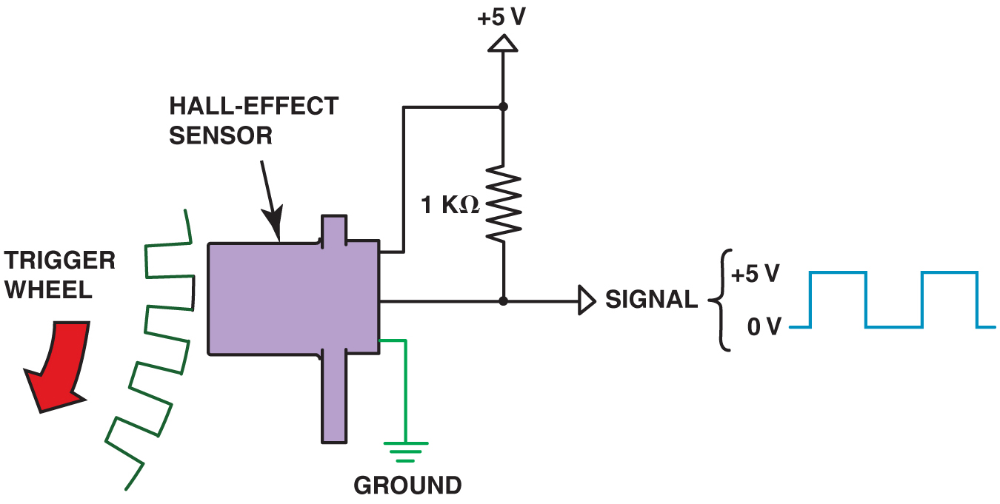 +5 V
HALL-EFFECT
SENSOR
1 KΩ
TRIGGER
WHEEL
SIGNAL
+5 V
0 V
GROUND